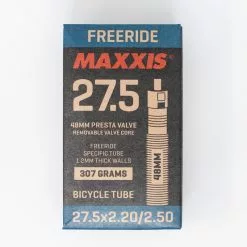 FREERIDE
MAXXIS®
27.5
48MM PRESTA VALVE
REMOVABLE VALVE CORE
FREERIDE
SPECIFIC TUBE
1.2MM THICK WALLS
307 GRAMS
48MM
BICYCLE TUBE
27.5x2.20/2.50